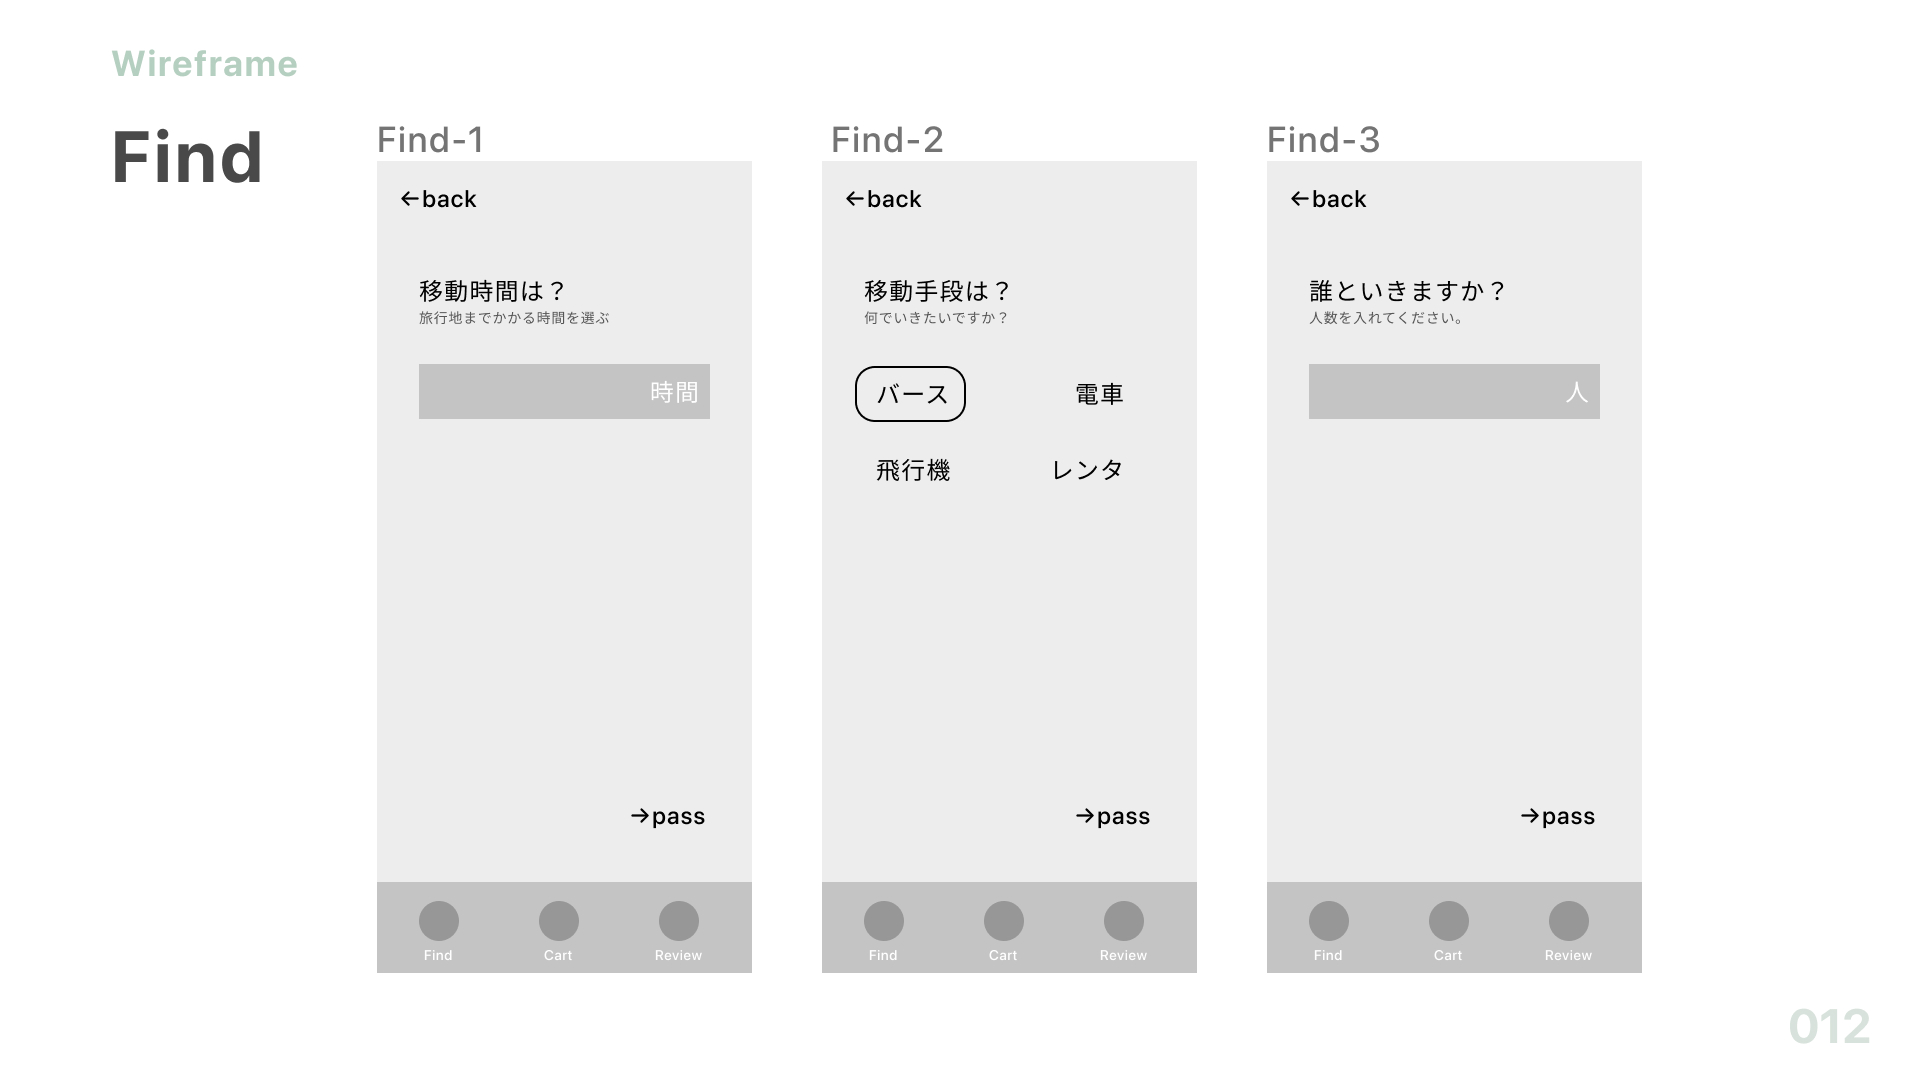 Wireframe
Find
Find-1
←back
移動時間は？
旅行地までかかる時間を選ぶ
時間
→pass
Find
Cart
Review
Find-2
←back
移動手段は？
何でいきたいですか？
バース
電車
飛行機
レンタ
→pass
Find
Cart
Review
Find-3
←back
誰といきますか？
人数を入れてください。
人
→pass
Find
Cart
Review
012